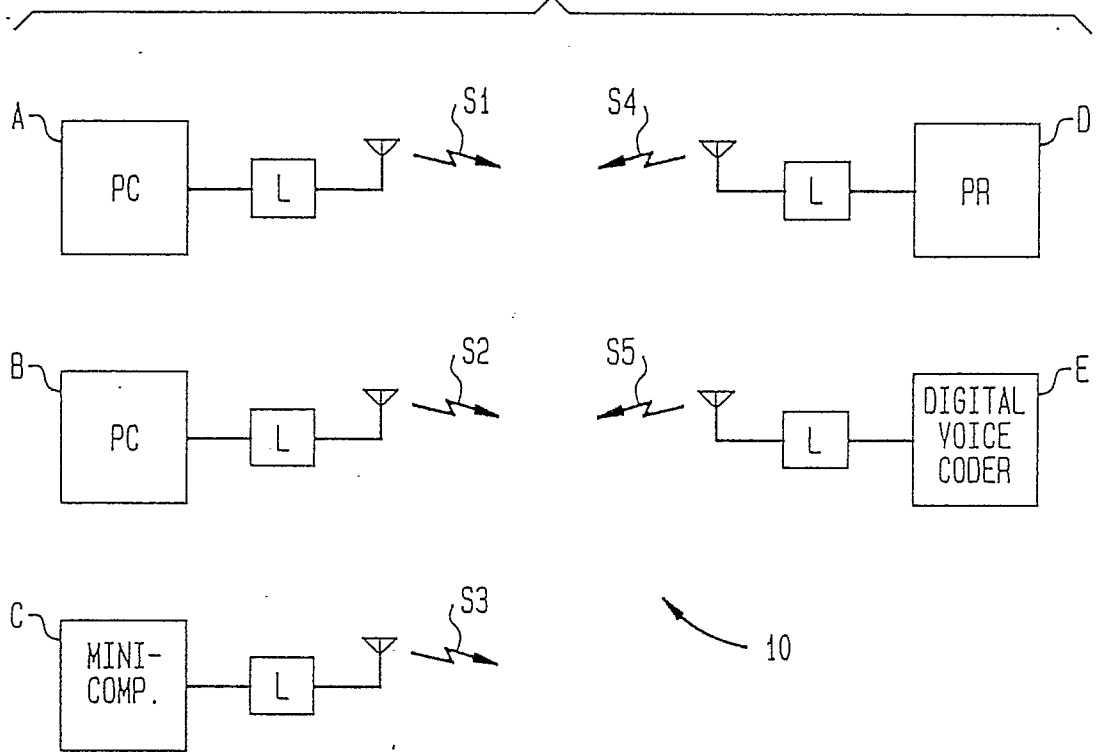 A
PC
L
S1
S4
L
PR
D
B
PC
L
S2
S5
L
DIGITAL
VOICE
CODER
E
C
MINI-
COMP.
L
S3
10